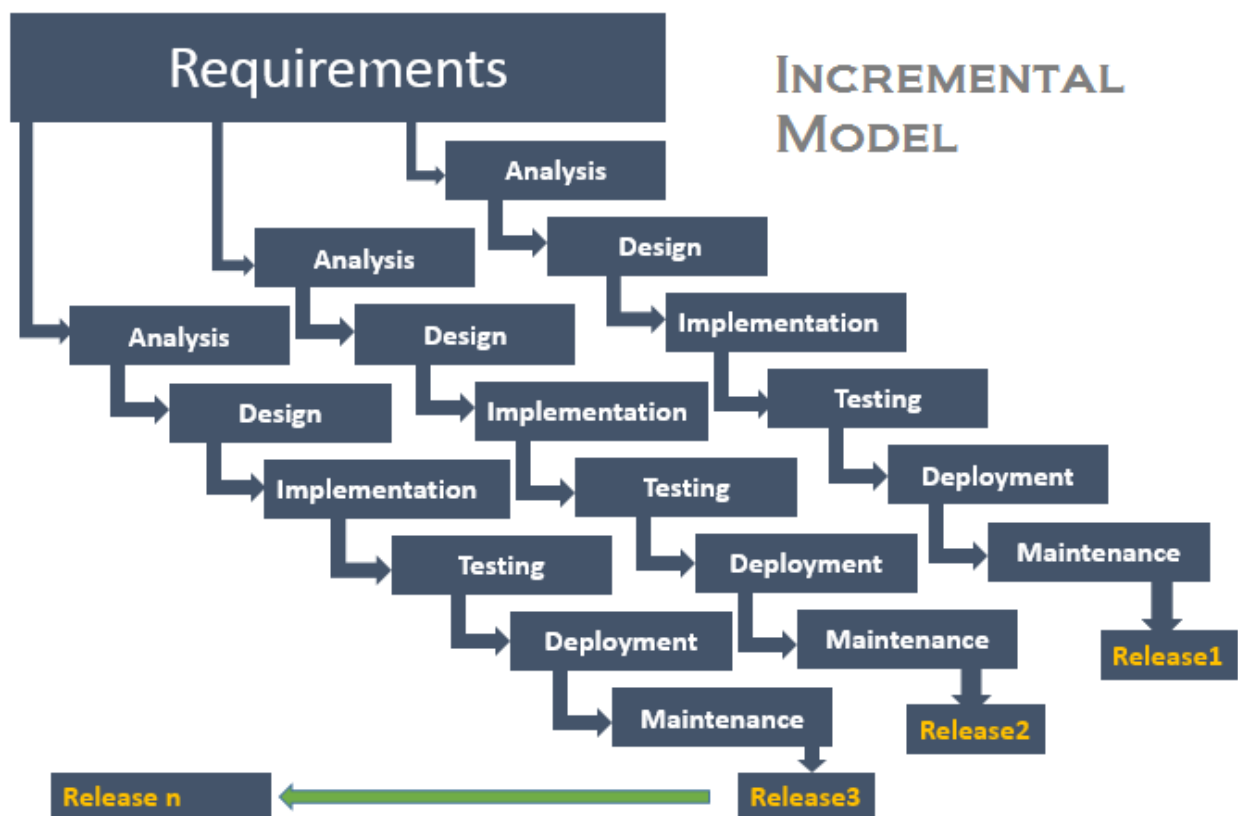 Requirements
INCREMENTAL
MODEL
Analysis
Design
Implementation
Testing
Deployment
Maintenance
Release1
Analysis
Design
Implementation
Testing
Deployment
Maintenance
Release2
Analysis
Design
Implementation
Testing
Deployment
Maintenance
Release3
Release n